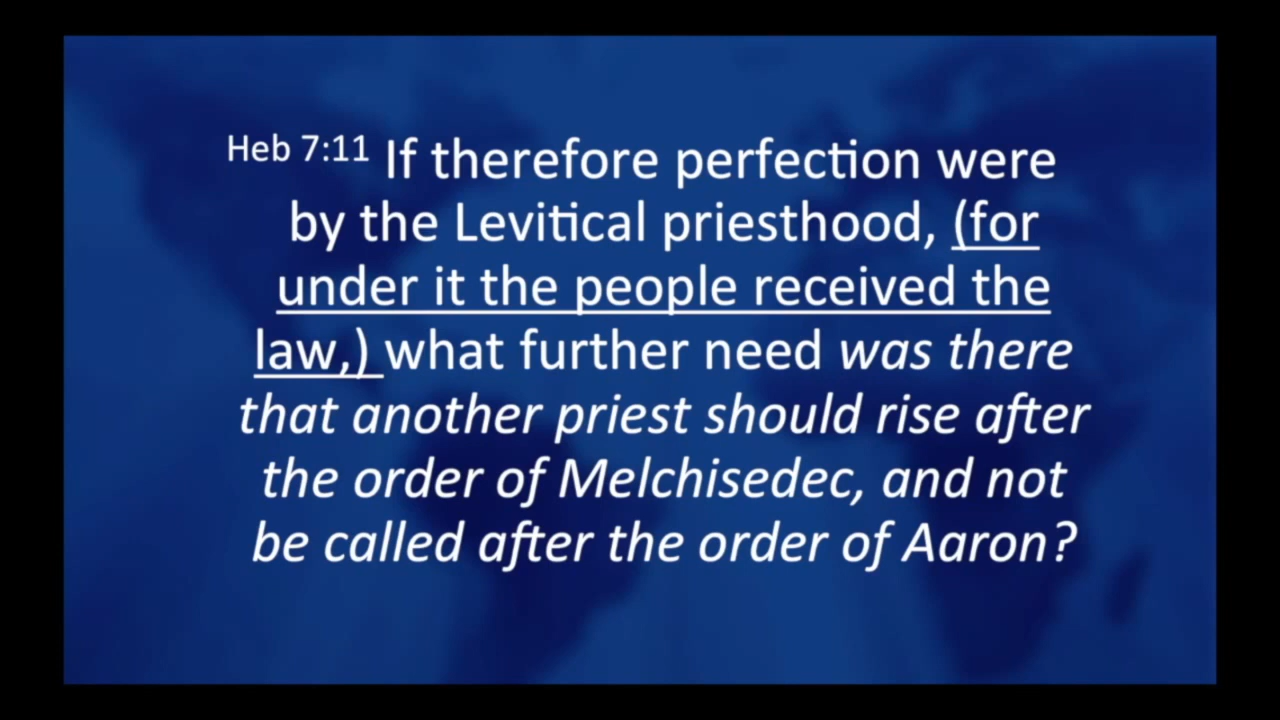 Heb 7:11 If therefore perfection were
by the Levitical priesthood, (for
under it the people received the
law,) what further need was there
that another priest should rise after
the order of Melchisedec, and not
be called after the order of Aaron?